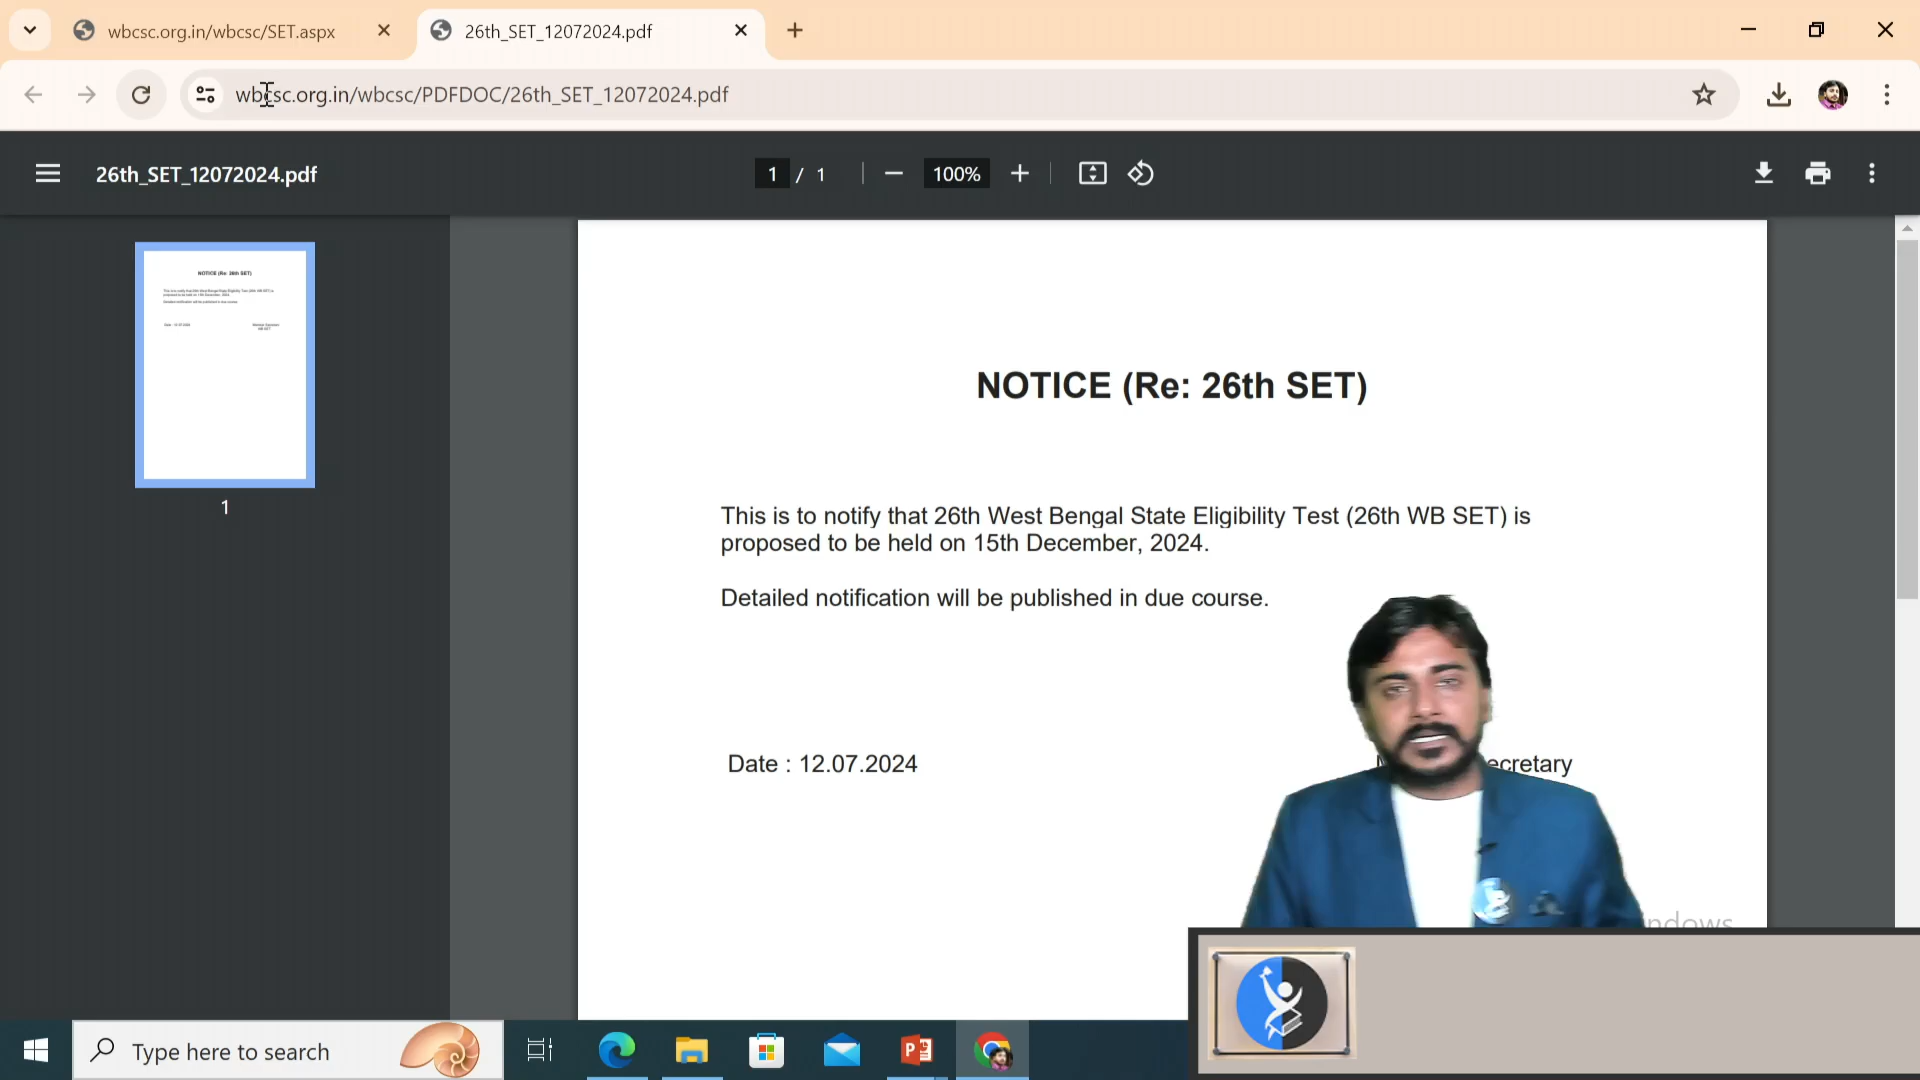 wbcsc.org.in/wbcsc/SET.aspx
26th_SET_12072024.pdf
wbcsc.org.in/wbcsc/PDFDOC/26th_SET_12072024.pdf
26th_SET_12072024.pdf
1 / 1
100%
NOTICE (Re: 26th SET)
This is to notify that 26th West Bengal State Eligibility Test (26th WB SET) is
proposed to be held on 15th December, 2024.
Detailed notification will be published in due course.
Date : 12.07.2024
1
Type here to search